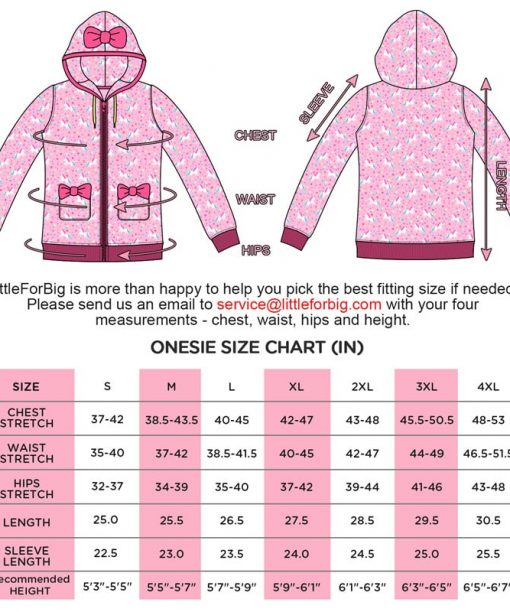 SLEEVE
CHEST
LENGTH
WAIST
HIPS
ttleForBig is more than happy to help you pick the best fitting size if needed
Please send us an email to service@littleforbig.com with your four
measurements - chest, waist, hips and height.
ONESIE SIZE CHART (IN)
SIZE S M L XL 2XL 3XL 4XL
CHEST
STRETCH 37-42 38.5-43.5 40-45 42-47 43-48 45.5-50.5 48-53
WAIST
STRETCH 35-40 37-42 38.5-41.5 40-45 42-47 44-49 46.5-51.5
HIPS
STRETCH 32-37 34-39 35-40 37-42 39-44 41-46 43-48
LENGTH 25.0 25.5 26.5 27.5 28.5 29.5 30.5
SLEEVE
LENGTH 22.5 23.0 23.5 24.0 24.5 25.0 25.5
ecommended
HEIGHT 5'3"-5'5" 5'5"-5'7" 5'7"-5'9" 5'9"-6'1" 6'1"-6'3" 6'3"-6'5" 6'5"-6'7"